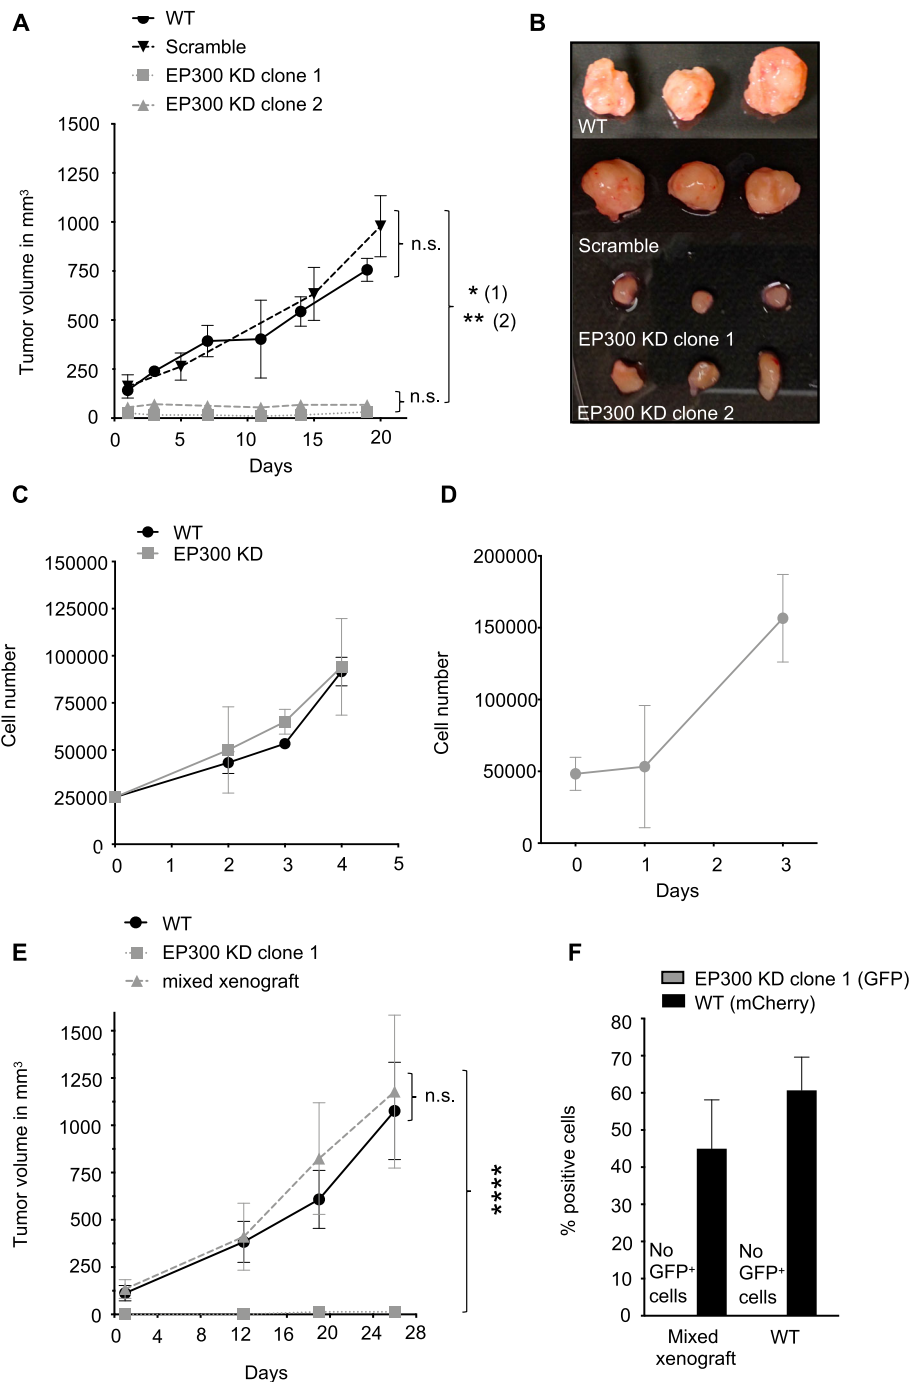 A
WT
Scramble
EP300 KD clone 1
EP300 KD clone 2
1500
1250
1000
750
500
250
0
Tumor volume in mm³
0 5 10 15 20
Days
n.s.
* (1)
** (2)
n.s.
B
WT
Scramble
EP300 KD clone 1
EP300 KD clone 2
C
WT
EP300 KD
150000
125000
100000
75000
50000
25000
0
Cell number
0 1 2 3 4 5
D
200000
150000
100000
50000
0
Cell number
0 1 2 3
Days
E
WT
EP300 KD clone 1
mixed xenograft
1500
1250
1000
750
500
250
0
Tumor volume in mm³
0 4 8 12 16 20 24 28
Days
n.s.
****
F
EP300 KD clone 1 (GFP)
WT (mCherry)
80
70
60
50
40
30
20
10
0
% positive cells
No
GFP⁺
cells
No
GFP⁺
cells
Mixed
xenograft
WT